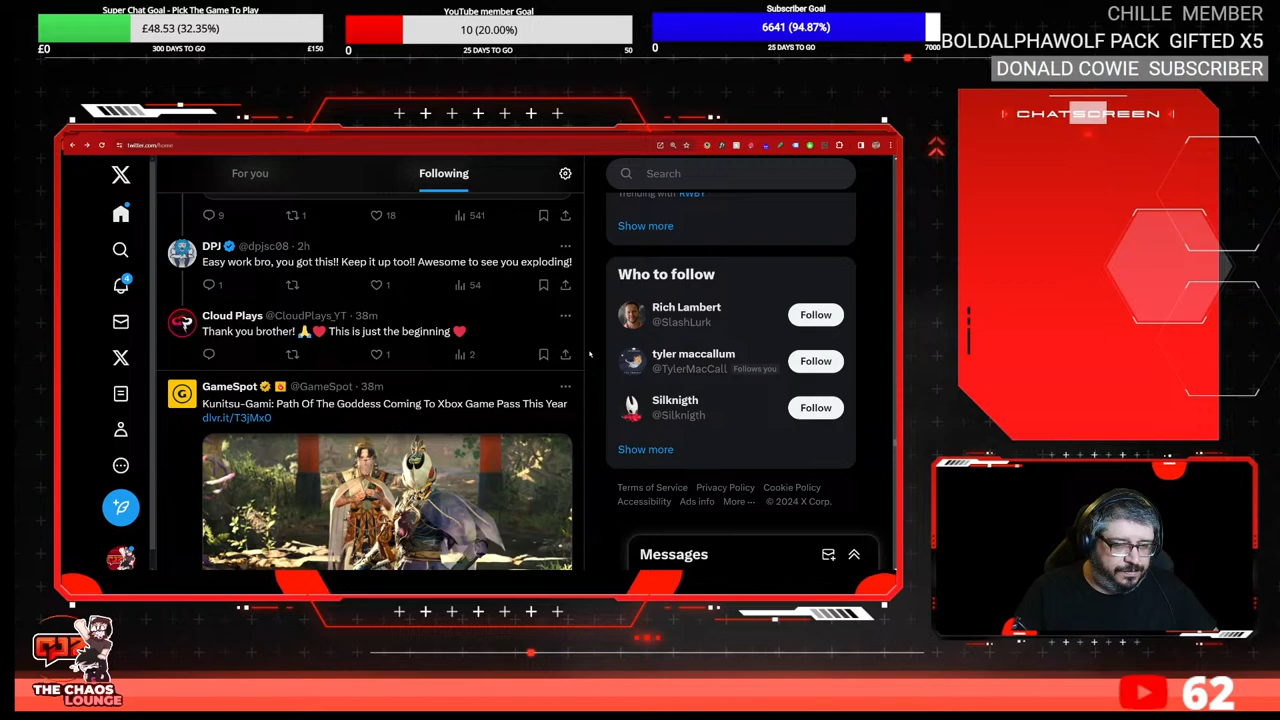 Super Chat Goal - Pick The Game To Play
£48.53 (32.35%)
£0
300 DAYS TO GO
£150
YouTube member Goal
10 (20.00%)
0
25 DAYS TO GO
50
Subscriber Goal
6641 (94.87%)
0
25 DAYS TO GO
7000
CHILLE MEMBER
BOLDALPHAWOLF PACK GIFTED X5
DONALD COWIE SUBSCRIBER
CHATSCREEN
twitter.com/home
For you
Following
Search
9
1
18
541
DPJ @dpjsc08 · 2h
Easy work bro, you got this!! Keep it up too!! Awesome to see you exploding!
1
1
54
Cloud Plays @CloudPlays_YT · 38m
Thank you brother! 🙏❤️ This is just the beginning ❤️
1
2
GameSpot @GameSpot · 38m
Kunitsu-Gami: Path Of The Goddess Coming To Xbox Game Pass This Year
dlvr.it/T3jMx0
4
Trending with RWBY
Show more
Who to follow
Rich Lambert
@SlashLurk
Follow
tyler maccallum
@TylerMacCall Follows you
Follow
Silknigth
@Silknigth
Follow
Show more
Terms of Service Privacy Policy Cookie Policy
Accessibility Ads info More ··· © 2024 X Corp.
Messages
THE CHAOS
LOUNGE
62